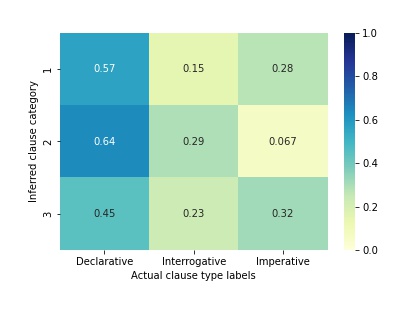 1.0
0.8
0.6
0.4
0.2
0.0
Inferred clause category
1
0.57 0.15 0.28
2
0.64 0.29 0.067
3
0.45 0.23 0.32
Declarative Interrogative Imperative
Actual clause type labels